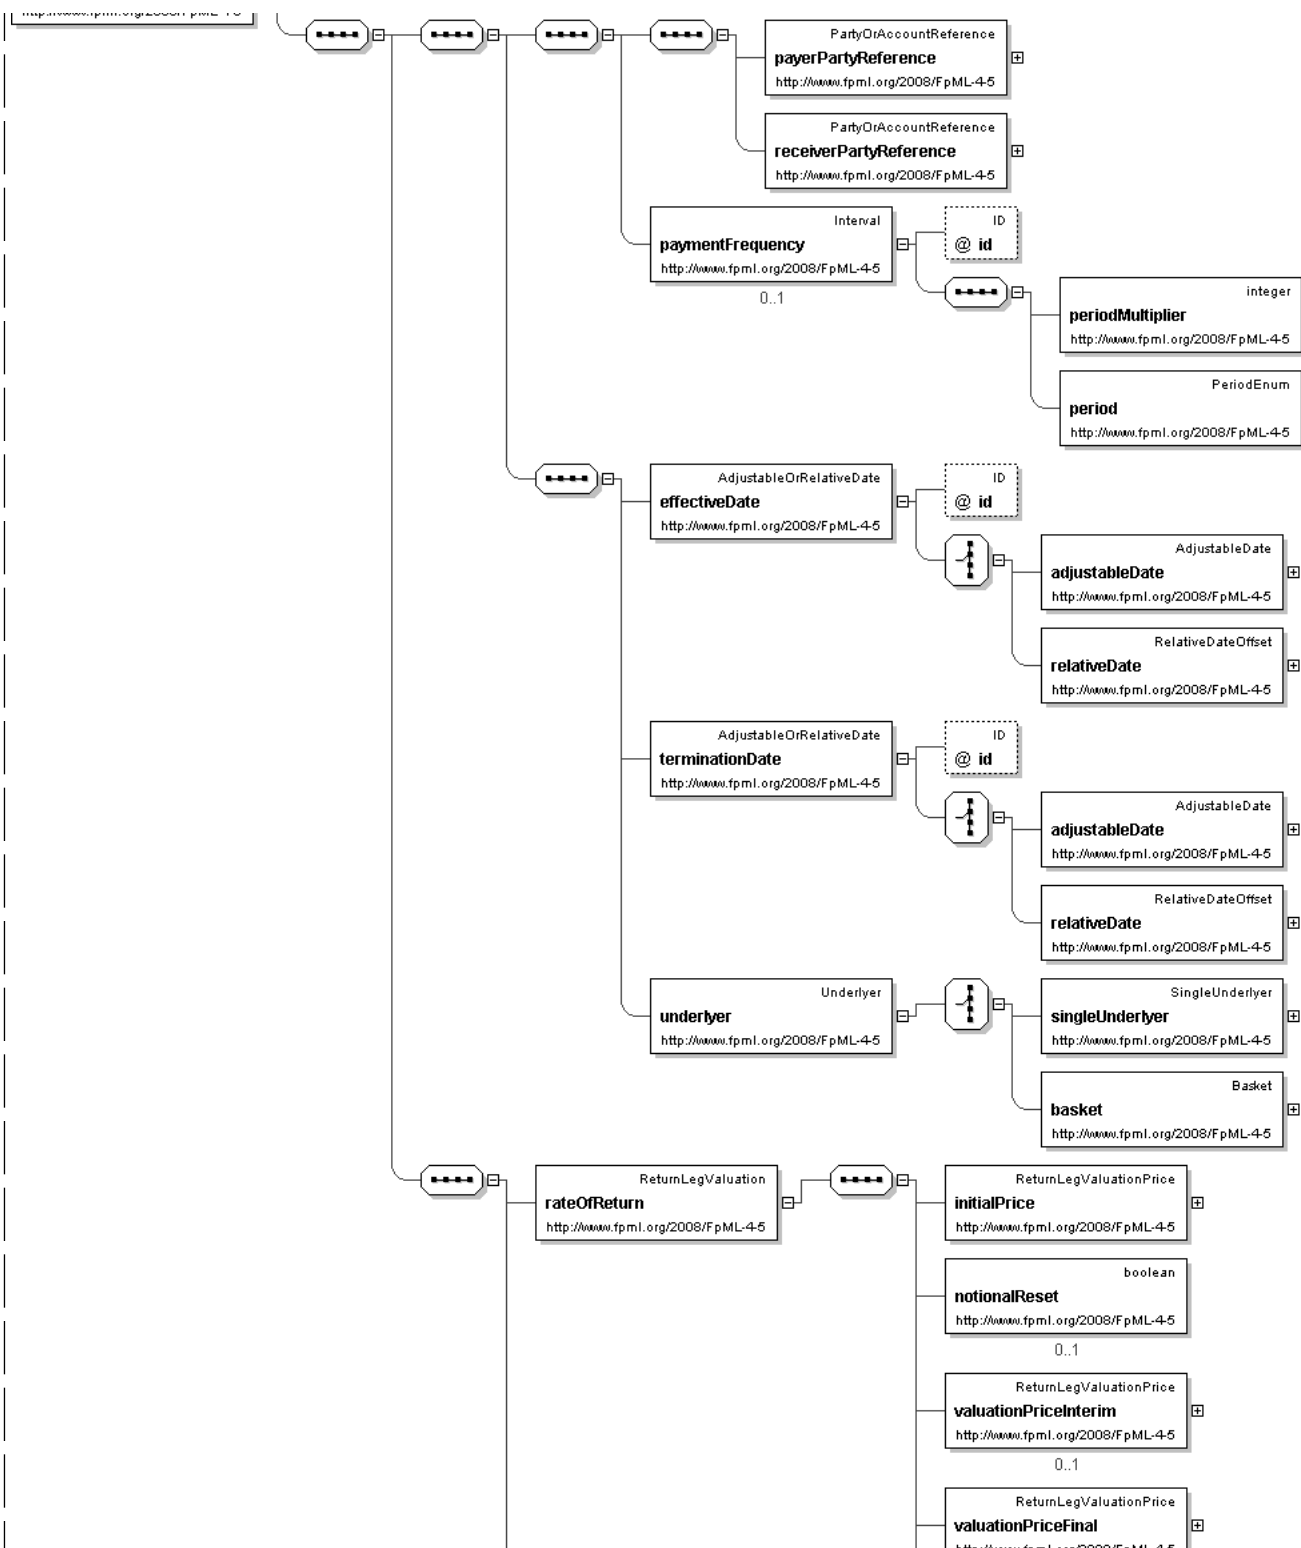 PartyOrAccountReference
payerPartyReference
http://www.fpml.org/2008/FpML-4-5
PartyOrAccountReference
receiverPartyReference
http://www.fpml.org/2008/FpML-4-5
Interval
paymentFrequency
http://www.fpml.org/2008/FpML-4-5
0..1
ID
@ id
integer
periodMultiplier
http://www.fpml.org/2008/FpML-4-5
PeriodEnum
period
http://www.fpml.org/2008/FpML-4-5
AdjustableOrRelativeDate
effectiveDate
http://www.fpml.org/2008/FpML-4-5
ID
@ id
AdjustableDate
adjustableDate
http://www.fpml.org/2008/FpML-4-5
RelativeDateOffset
relativeDate
http://www.fpml.org/2008/FpML-4-5
AdjustableOrRelativeDate
terminationDate
http://www.fpml.org/2008/FpML-4-5
ID
@ id
AdjustableDate
adjustableDate
http://www.fpml.org/2008/FpML-4-5
RelativeDateOffset
relativeDate
http://www.fpml.org/2008/FpML-4-5
Underlyer
underlyer
http://www.fpml.org/2008/FpML-4-5
SingleUnderlyer
singleUnderlyer
http://www.fpml.org/2008/FpML-4-5
Basket
basket
http://www.fpml.org/2008/FpML-4-5
ReturnLegValuation
rateOfReturn
http://www.fpml.org/2008/FpML-4-5
ReturnLegValuationPrice
initialPrice
http://www.fpml.org/2008/FpML-4-5
boolean
notionalReset
http://www.fpml.org/2008/FpML-4-5
0..1
ReturnLegValuationPrice
valuationPriceInterim
http://www.fpml.org/2008/FpML-4-5
0..1
ReturnLegValuationPrice
valuationPriceFinal